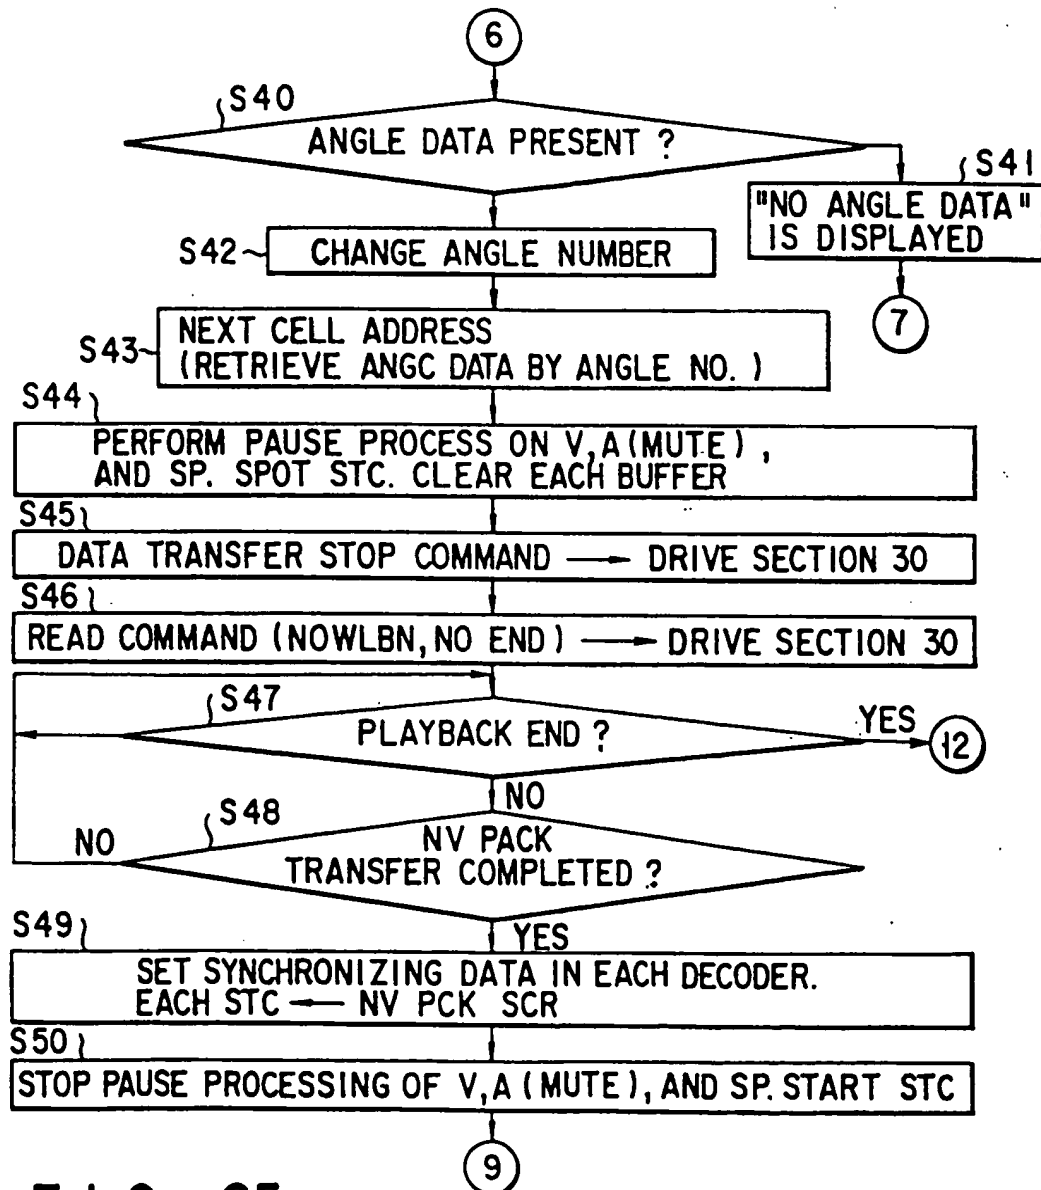 6
S40
ANGLE DATA PRESENT ?
S41
"NO ANGLE DATA"
IS DISPLAYED
7
S42
CHANGE ANGLE NUMBER
S43
NEXT CELL ADDRESS
(RETRIEVE ANGC DATA BY ANGLE NO. )
S44
PERFORM PAUSE PROCESS ON V,A(MUTE) ,
AND SP. SPOT STC. CLEAR EACH BUFFER
S45
DATA TRANSFER STOP COMMAND → DRIVE SECTION 30
S46
READ COMMAND (NOWLBN, NO END) → DRIVE SECTION 30
S47
PLAYBACK END ?
YES
12
NO
S48
NO
NV PACK
TRANSFER COMPLETED ?
YES
S49
SET SYNCHRONIZING DATA IN EACH DECODER.
EACH STC ← NV PCK SCR
S50
STOP PAUSE PROCESSING OF V,A (MUTE), AND SP. START STC
9